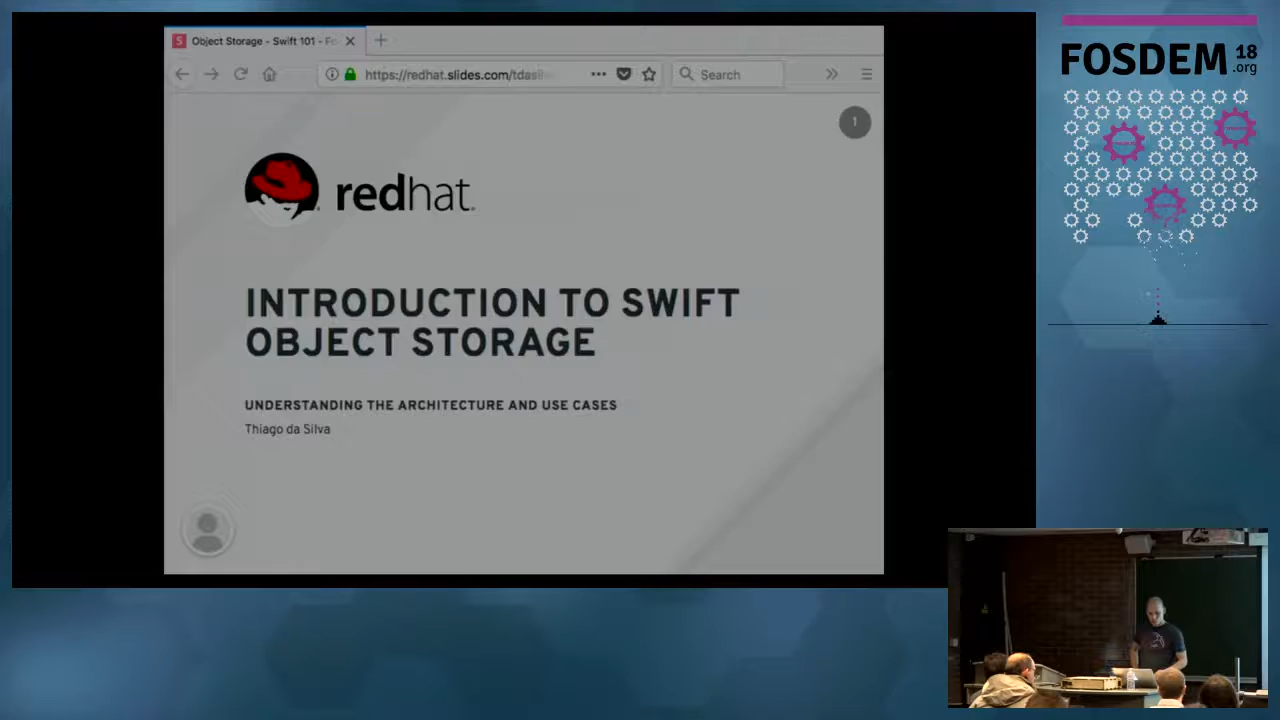 Object Storage - Swift 101 - Fo
https://redhat.slides.com/tdasil
Search
1
redhat.
INTRODUCTION TO SWIFT
OBJECT STORAGE
UNDERSTANDING THE ARCHITECTURE AND USE CASES
Thiago da Silva
FOSDEM 18
.org